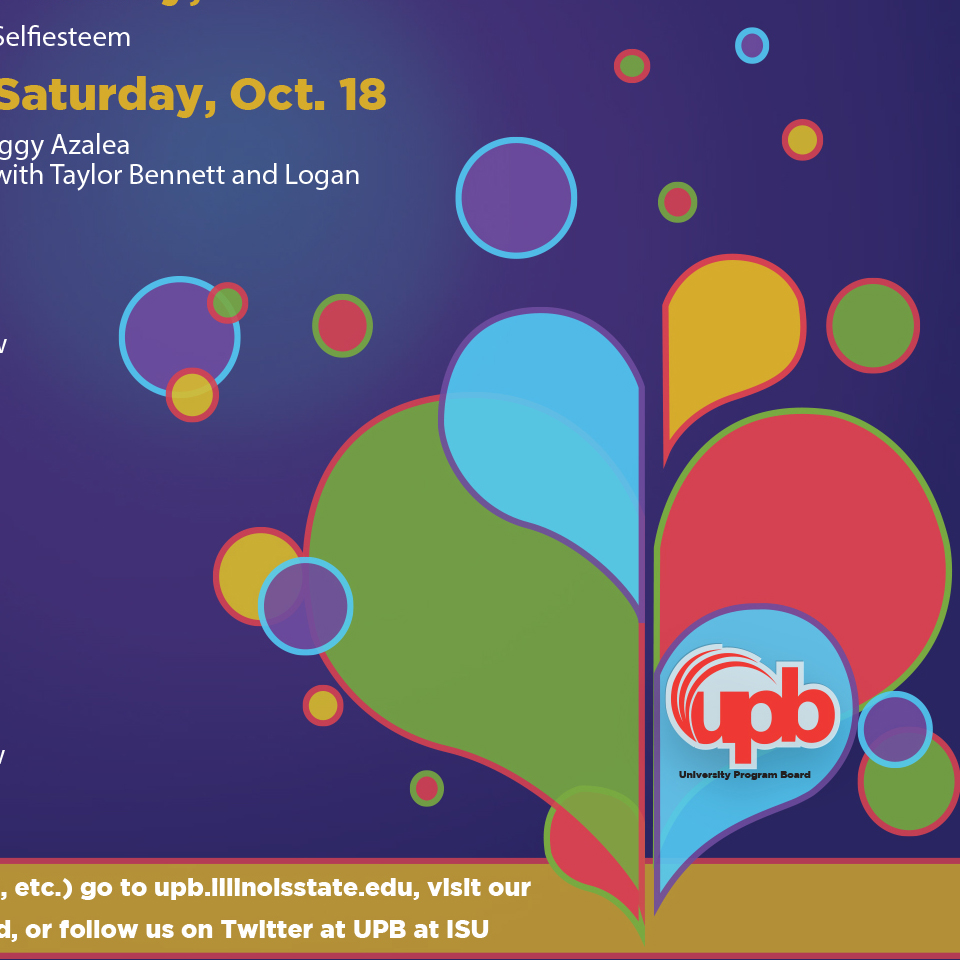 Selfiesteem
Saturday, Oct. 18
ggy Azalea
with Taylor Bennett and Logan
upb
University Program Board
, etc.) go to upb.illinoisstate.edu, visit our
d, or follow us on Twitter at UPB at ISU